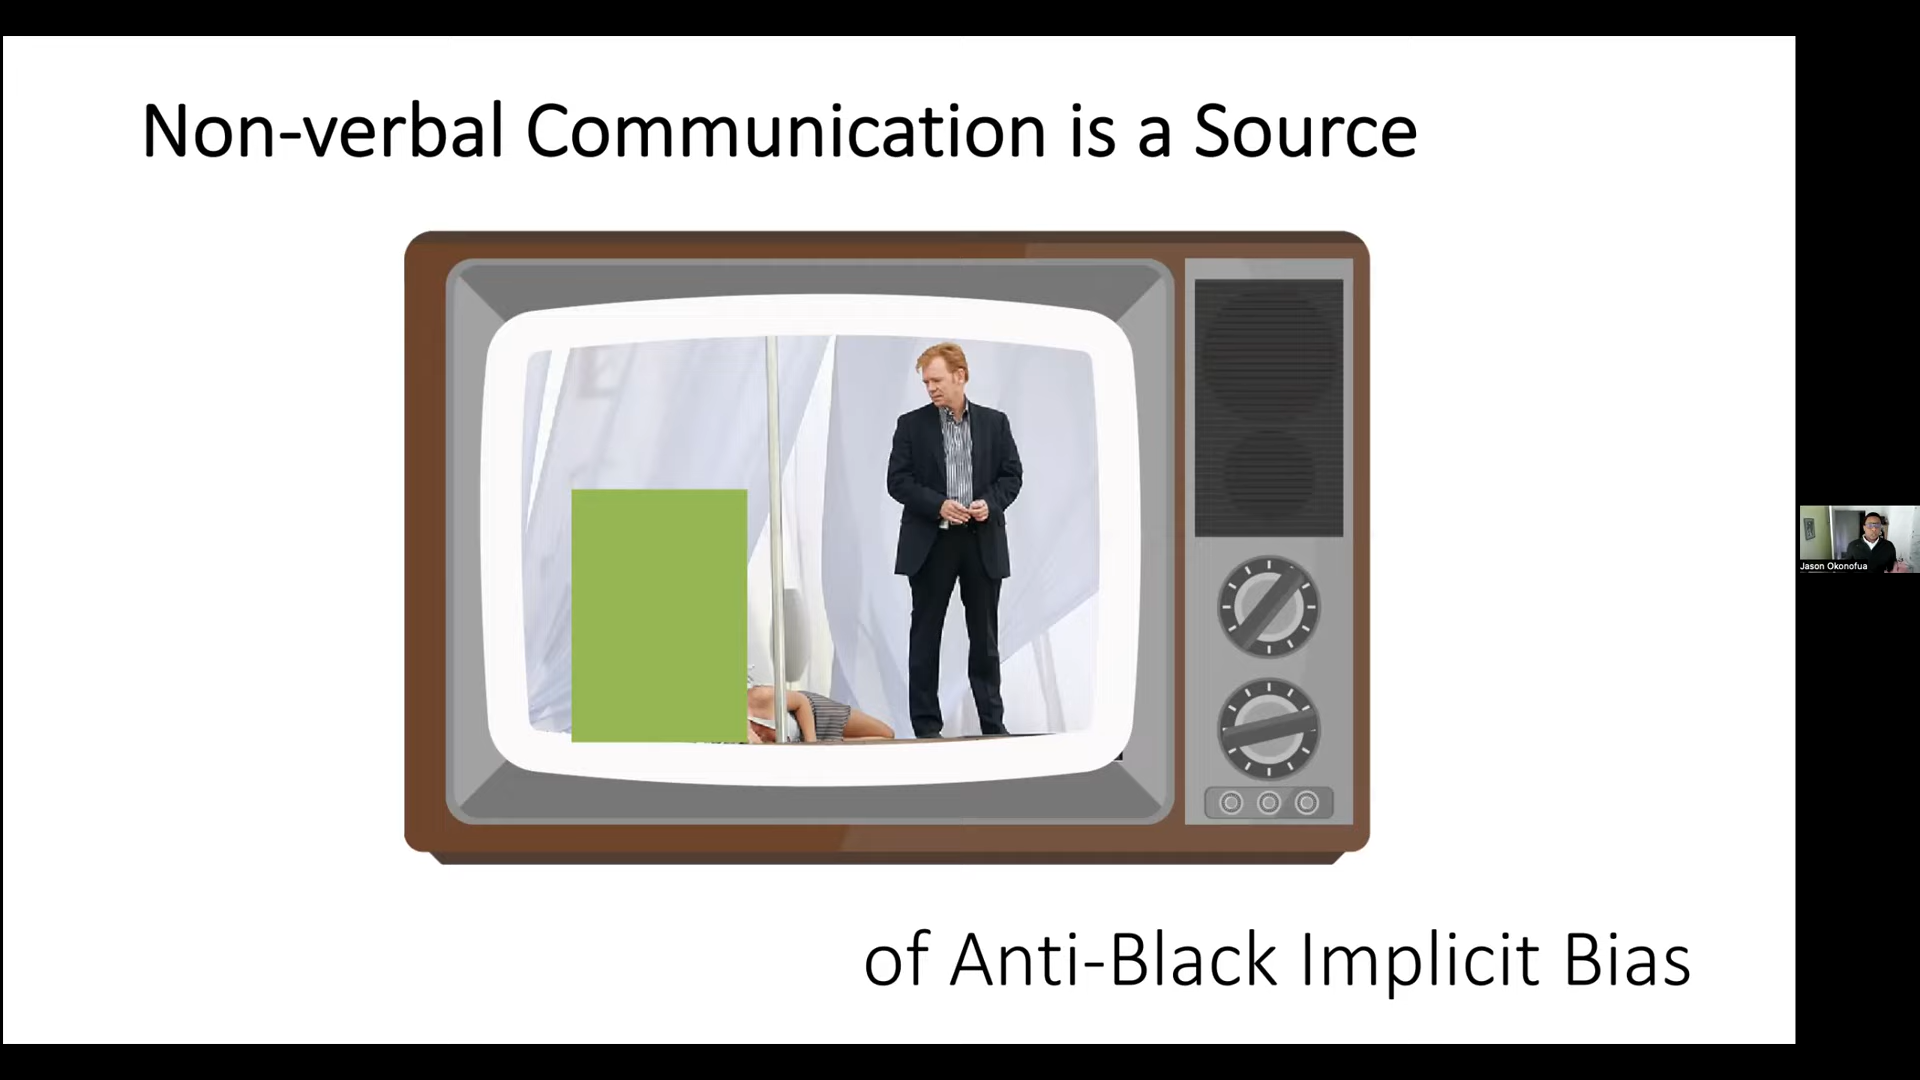 Non-verbal Communication is a Source
of Anti-Black Implicit Bias
Jason Okonofua